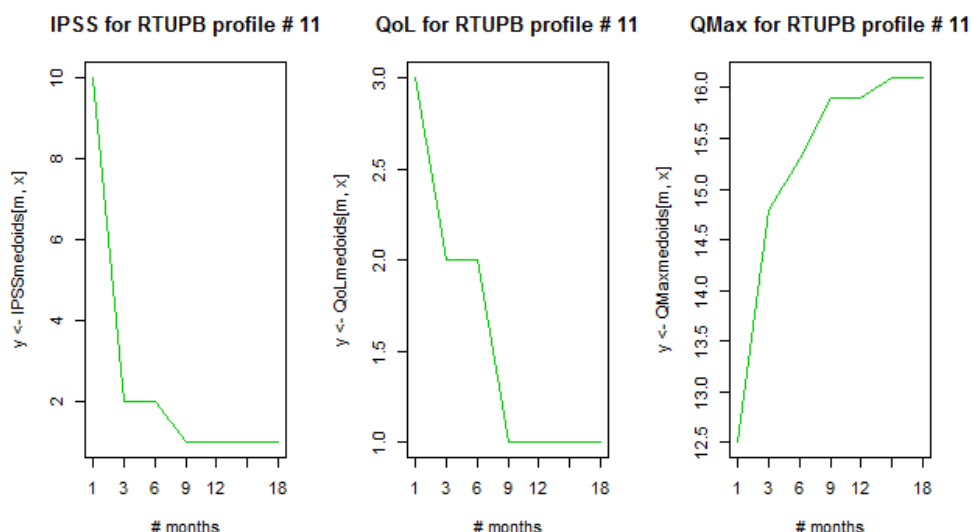 IPSS for RTUPB profile # 11
y <- IPSSmedoids[m, x]
10
8
6
4
2
1 3 6 9 12 18
# months
QoL for RTUPB profile # 11
y <- QoLmedoids[m, x]
3.0
2.5
2.0
1.5
1.0
1 3 6 9 12 18
# months
QMax for RTUPB profile # 11
y <- QMaxmedoids[m, x]
16.0
15.5
15.0
14.5
14.0
13.5
13.0
12.5
1 3 6 9 12 18
# months